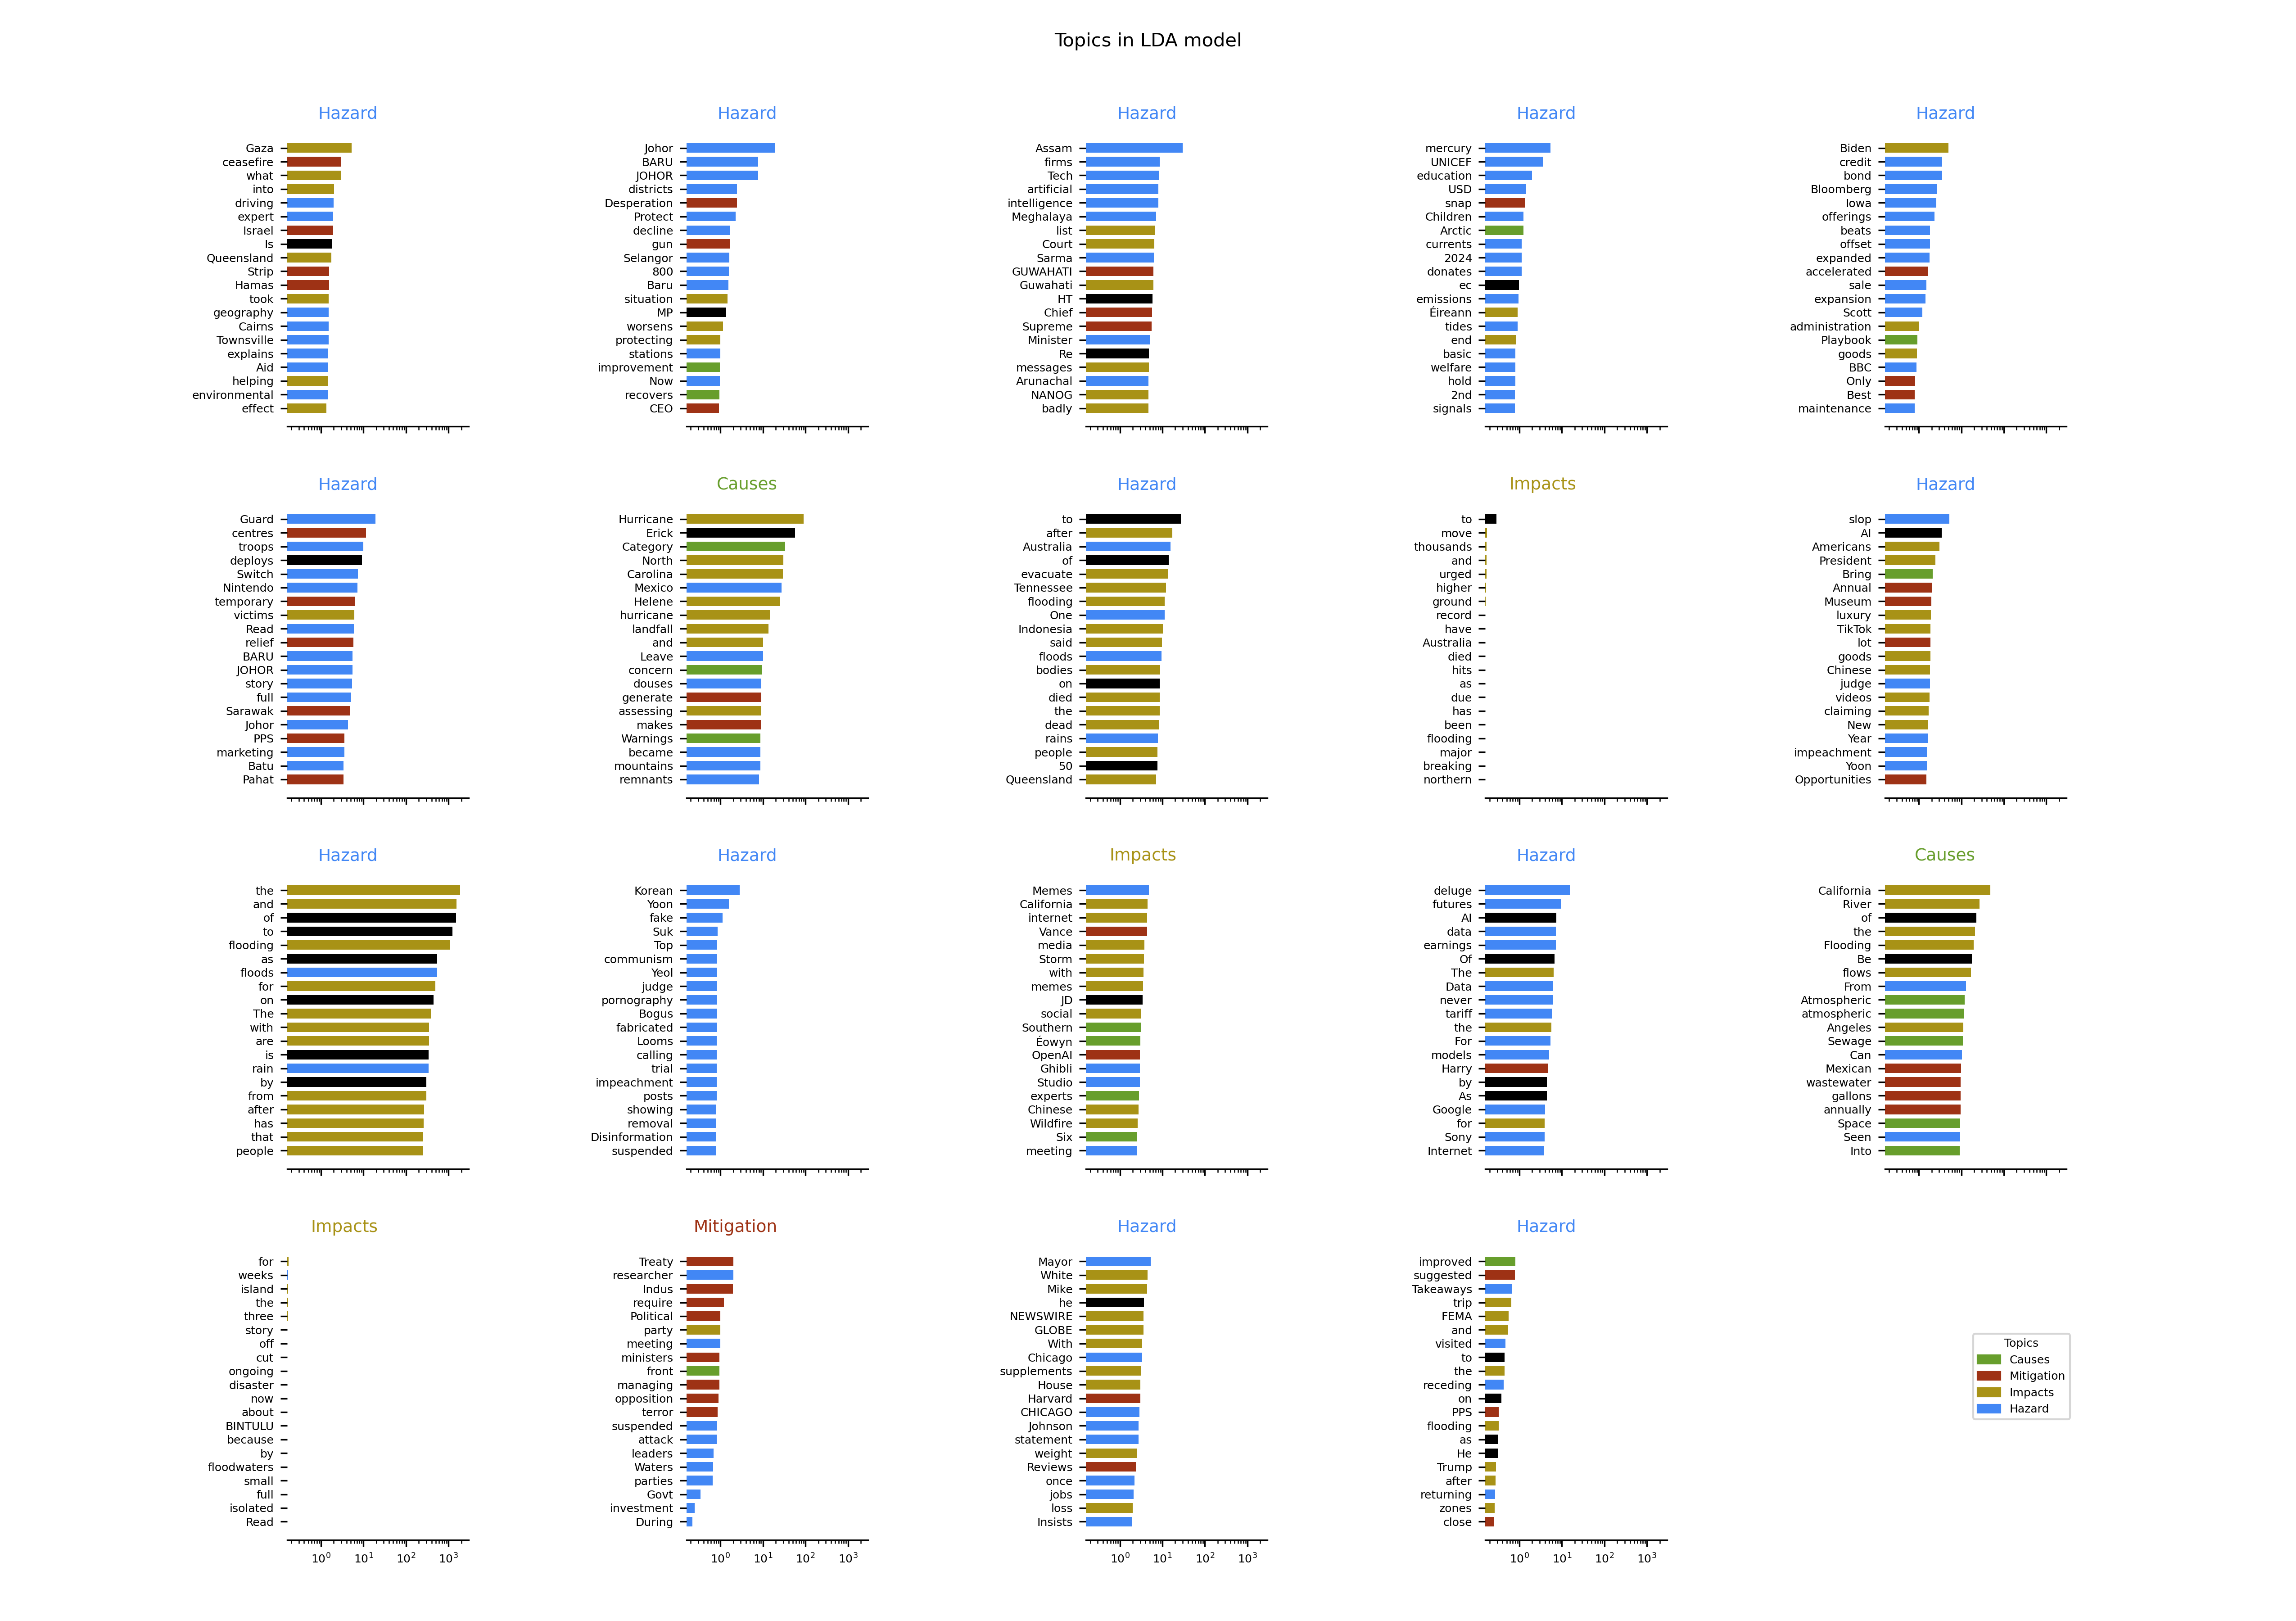 Topics in LDA model
Hazard
Gaza
ceasefire
what
into
driving
expert
Israel
Is
Queensland
Strip
Hamas
took
geography
Cairns
Townsville
explains
Aid
helping
environmental
effect
Hazard
Johor
BARU
JOHOR
districts
Desperation
Protect
decline
gun
Selangor
800
Baru
situation
MP
worsens
protecting
stations
improvement
Now
recovers
CEO
Hazard
Assam
firms
Tech
artificial
intelligence
Meghalaya
list
Court
Sarma
GUWAHATI
Guwahati
HT
Chief
Supreme
Minister
Re
messages
Arunachal
NANOG
badly
Hazard
mercury
UNICEF
education
USD
snap
Children
Arctic
currents
2024
donates
ec
emissions
Éireann
tides
end
basic
welfare
hold
2nd
signals
Hazard
Biden
credit
bond
Bloomberg
Iowa
offerings
beats
offset
expanded
accelerated
sale
expansion
Scott
administration
Playbook
goods
BBC
Only
Best
maintenance
Hazard
Guard
centres
troops
deploys
Switch
Nintendo
temporary
victims
Read
relief
BARU
JOHOR
story
full
Sarawak
Johor
PPS
marketing
Batu
Pahat
Causes
Hurricane
Erick
Category
North
Carolina
Mexico
Helene
hurricane
landfall
and
Leave
concern
douses
generate
assessing
makes
Warnings
became
mountains
remnants
Hazard
to
after
Australia
of
evacuate
Tennessee
flooding
One
Indonesia
said
floods
bodies
on
died
the
dead
rains
people
50
Queensland
Impacts
to
move
thousands
and
urged
higher
ground
record
have
Australia
died
hits
as
due
has
been
flooding
major
breaking
northern
Hazard
slop
AI
Americans
President
Bring
Annual
Museum
luxury
TikTok
lot
goods
Chinese
judge
videos
claiming
New
Year
impeachment
Yoon
Opportunities
Hazard
the
and
of
to
flooding
as
floods
for
on
The
with
are
is
rain
by
from
after
has
that
people
Hazard
Korean
Yoon
fake
Suk
Top
communism
Yeol
judge
pornography
Bogus
fabricated
Looms
calling
trial
impeachment
posts
showing
removal
Disinformation
suspended
Impacts
Memes
California
internet
Vance
media
Storm
with
memes
JD
social
Southern
Éowyn
OpenAI
Ghibli
Studio
experts
Chinese
Wildfire
Six
meeting
Hazard
deluge
futures
AI
data
earnings
Of
The
Data
never
tariff
the
For
models
Harry
by
As
Google
for
Sony
Internet
Causes
California
River
of
the
Flooding
Be
flows
From
Atmospheric
atmospheric
Angeles
Sewage
Can
Mexican
wastewater
gallons
annually
Space
Seen
Into
Impacts
for
weeks
island
the
three
story
off
cut
ongoing
disaster
now
about
BINTULU
because
by
floodwaters
small
full
isolated
Read
10⁰ 10¹ 10² 10³
Mitigation
Treaty
researcher
Indus
require
Political
party
meeting
ministers
front
managing
opposition
terror
suspended
attack
leaders
Waters
parties
Govt
investment
During
10⁰ 10¹ 10² 10³
Hazard
Mayor
White
Mike
he
NEWSWIRE
GLOBE
With
Chicago
supplements
House
Harvard
CHICAGO
Johnson
statement
weight
Reviews
once
jobs
loss
Insists
10⁰ 10¹ 10² 10³
Hazard
improved
suggested
Takeaways
trip
FEMA
and
visited
to
the
receding
on
PPS
flooding
as
He
Trump
after
returning
zones
close
10⁰ 10¹ 10² 10³
Topics
Causes
Mitigation
Impacts
Hazard